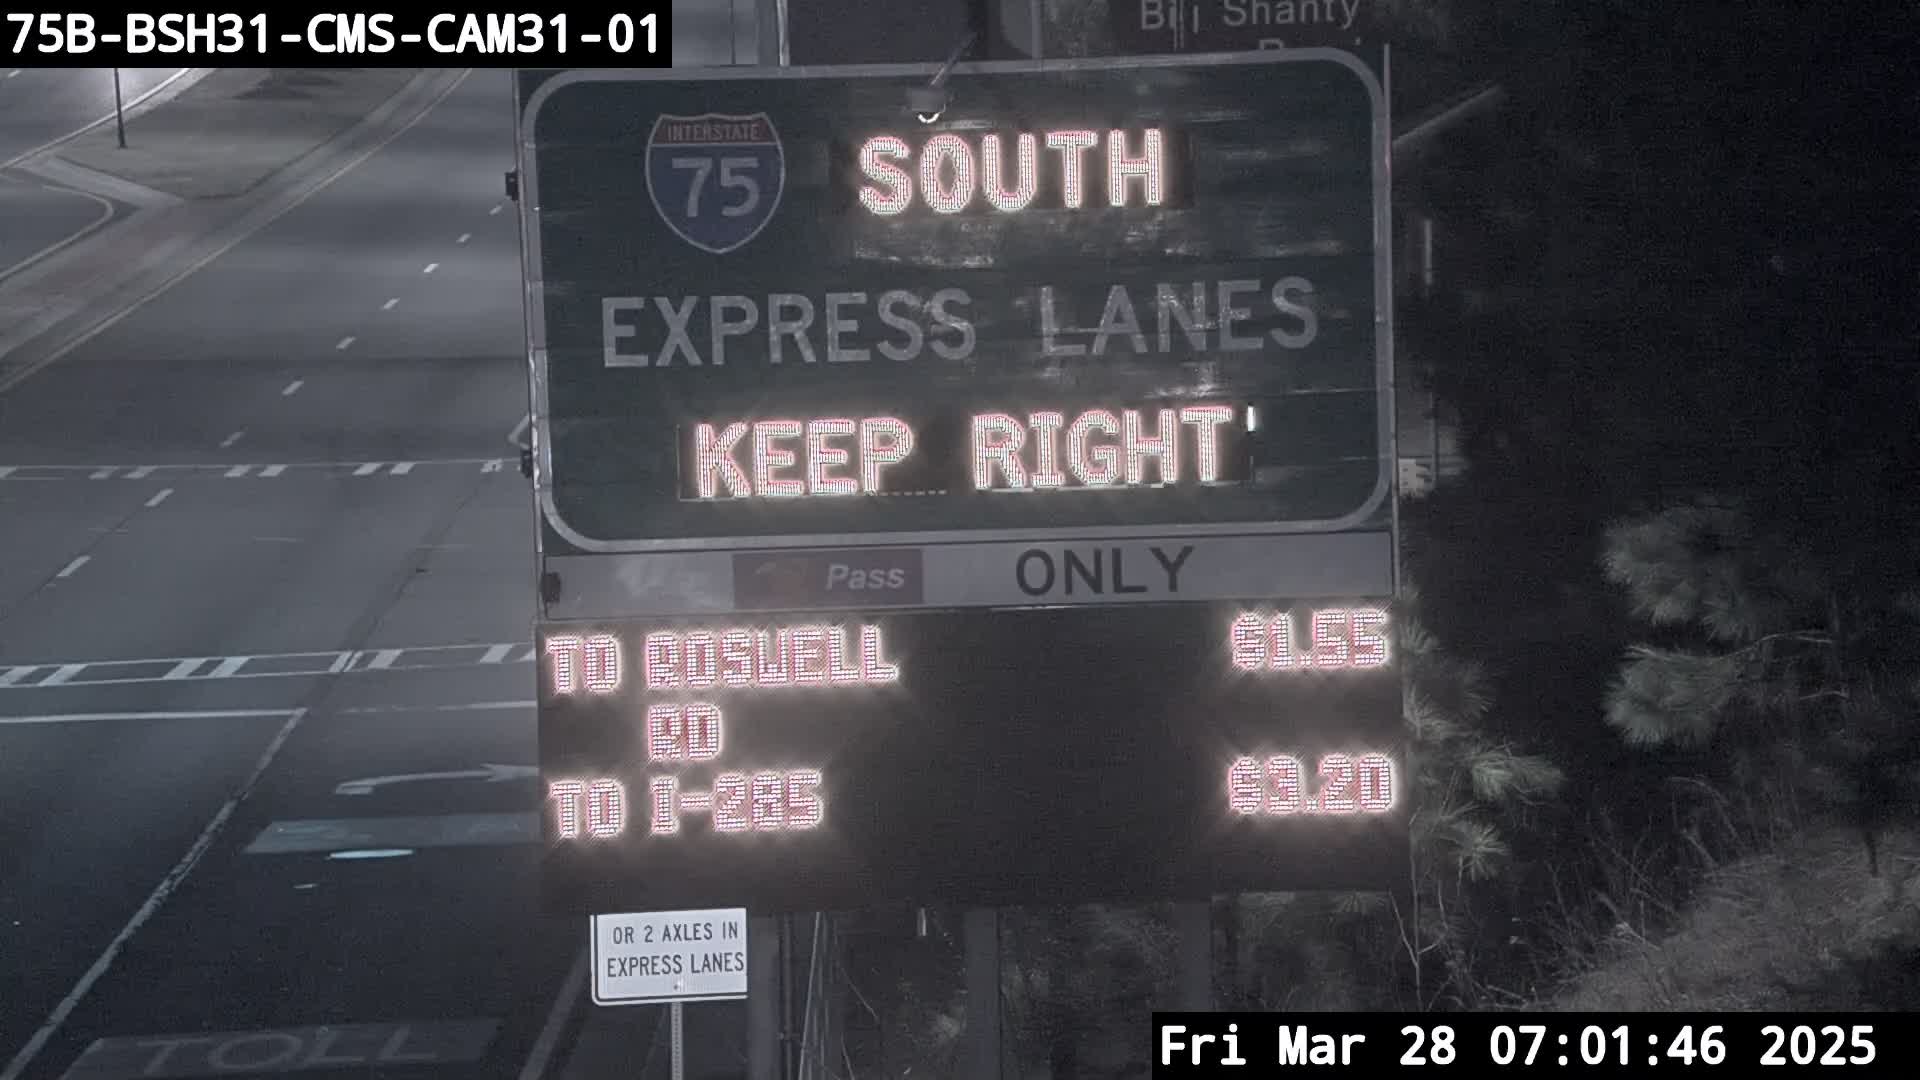 75B-BSH31-CMS-CAM31-01
Bill Shanty
INTERSTATE
75
SOUTH
EXPRESS LANES
KEEP RIGHT
Pass ONLY
TO ROSWELL $1.55
RD
TO I-285 $3.20
OR 2 AXLES IN
EXPRESS LANES
TOLL
Fri Mar 28 07:01:46 2025